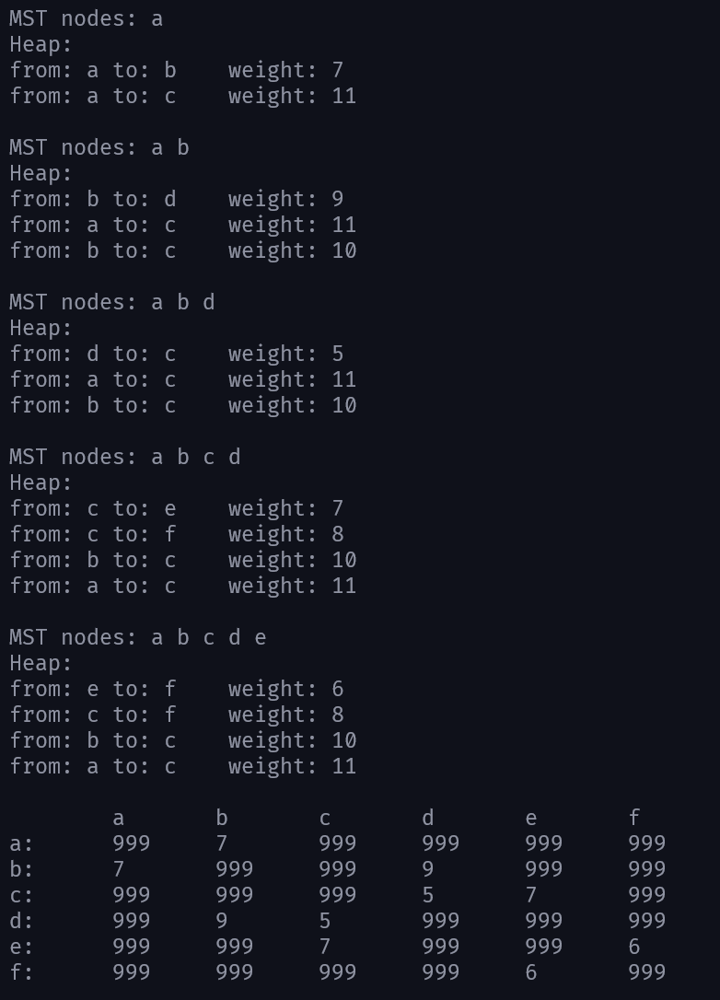 MST nodes: a
Heap:
from: a to: b    weight: 7
from: a to: c    weight: 11

MST nodes: a b
Heap:
from: b to: d    weight: 9
from: a to: c    weight: 11
from: b to: c    weight: 10

MST nodes: a b d
Heap:
from: d to: c    weight: 5
from: a to: c    weight: 11
from: b to: c    weight: 10

MST nodes: a b c d
Heap:
from: c to: e    weight: 7
from: c to: f    weight: 8
from: b to: c    weight: 10
from: a to: c    weight: 11

MST nodes: a b c d e
Heap:
from: e to: f    weight: 6
from: c to: f    weight: 8
from: b to: c    weight: 10
from: a to: c    weight: 11

        a       b       c       d       e       f
a:      999     7       999     999     999     999
b:      7       999     999     9       999     999
c:      999     999     999     5       7       999
d:      999     9       5       999     999     999
e:      999     999     7       999     999     6
f:      999     999     999     999     6       999